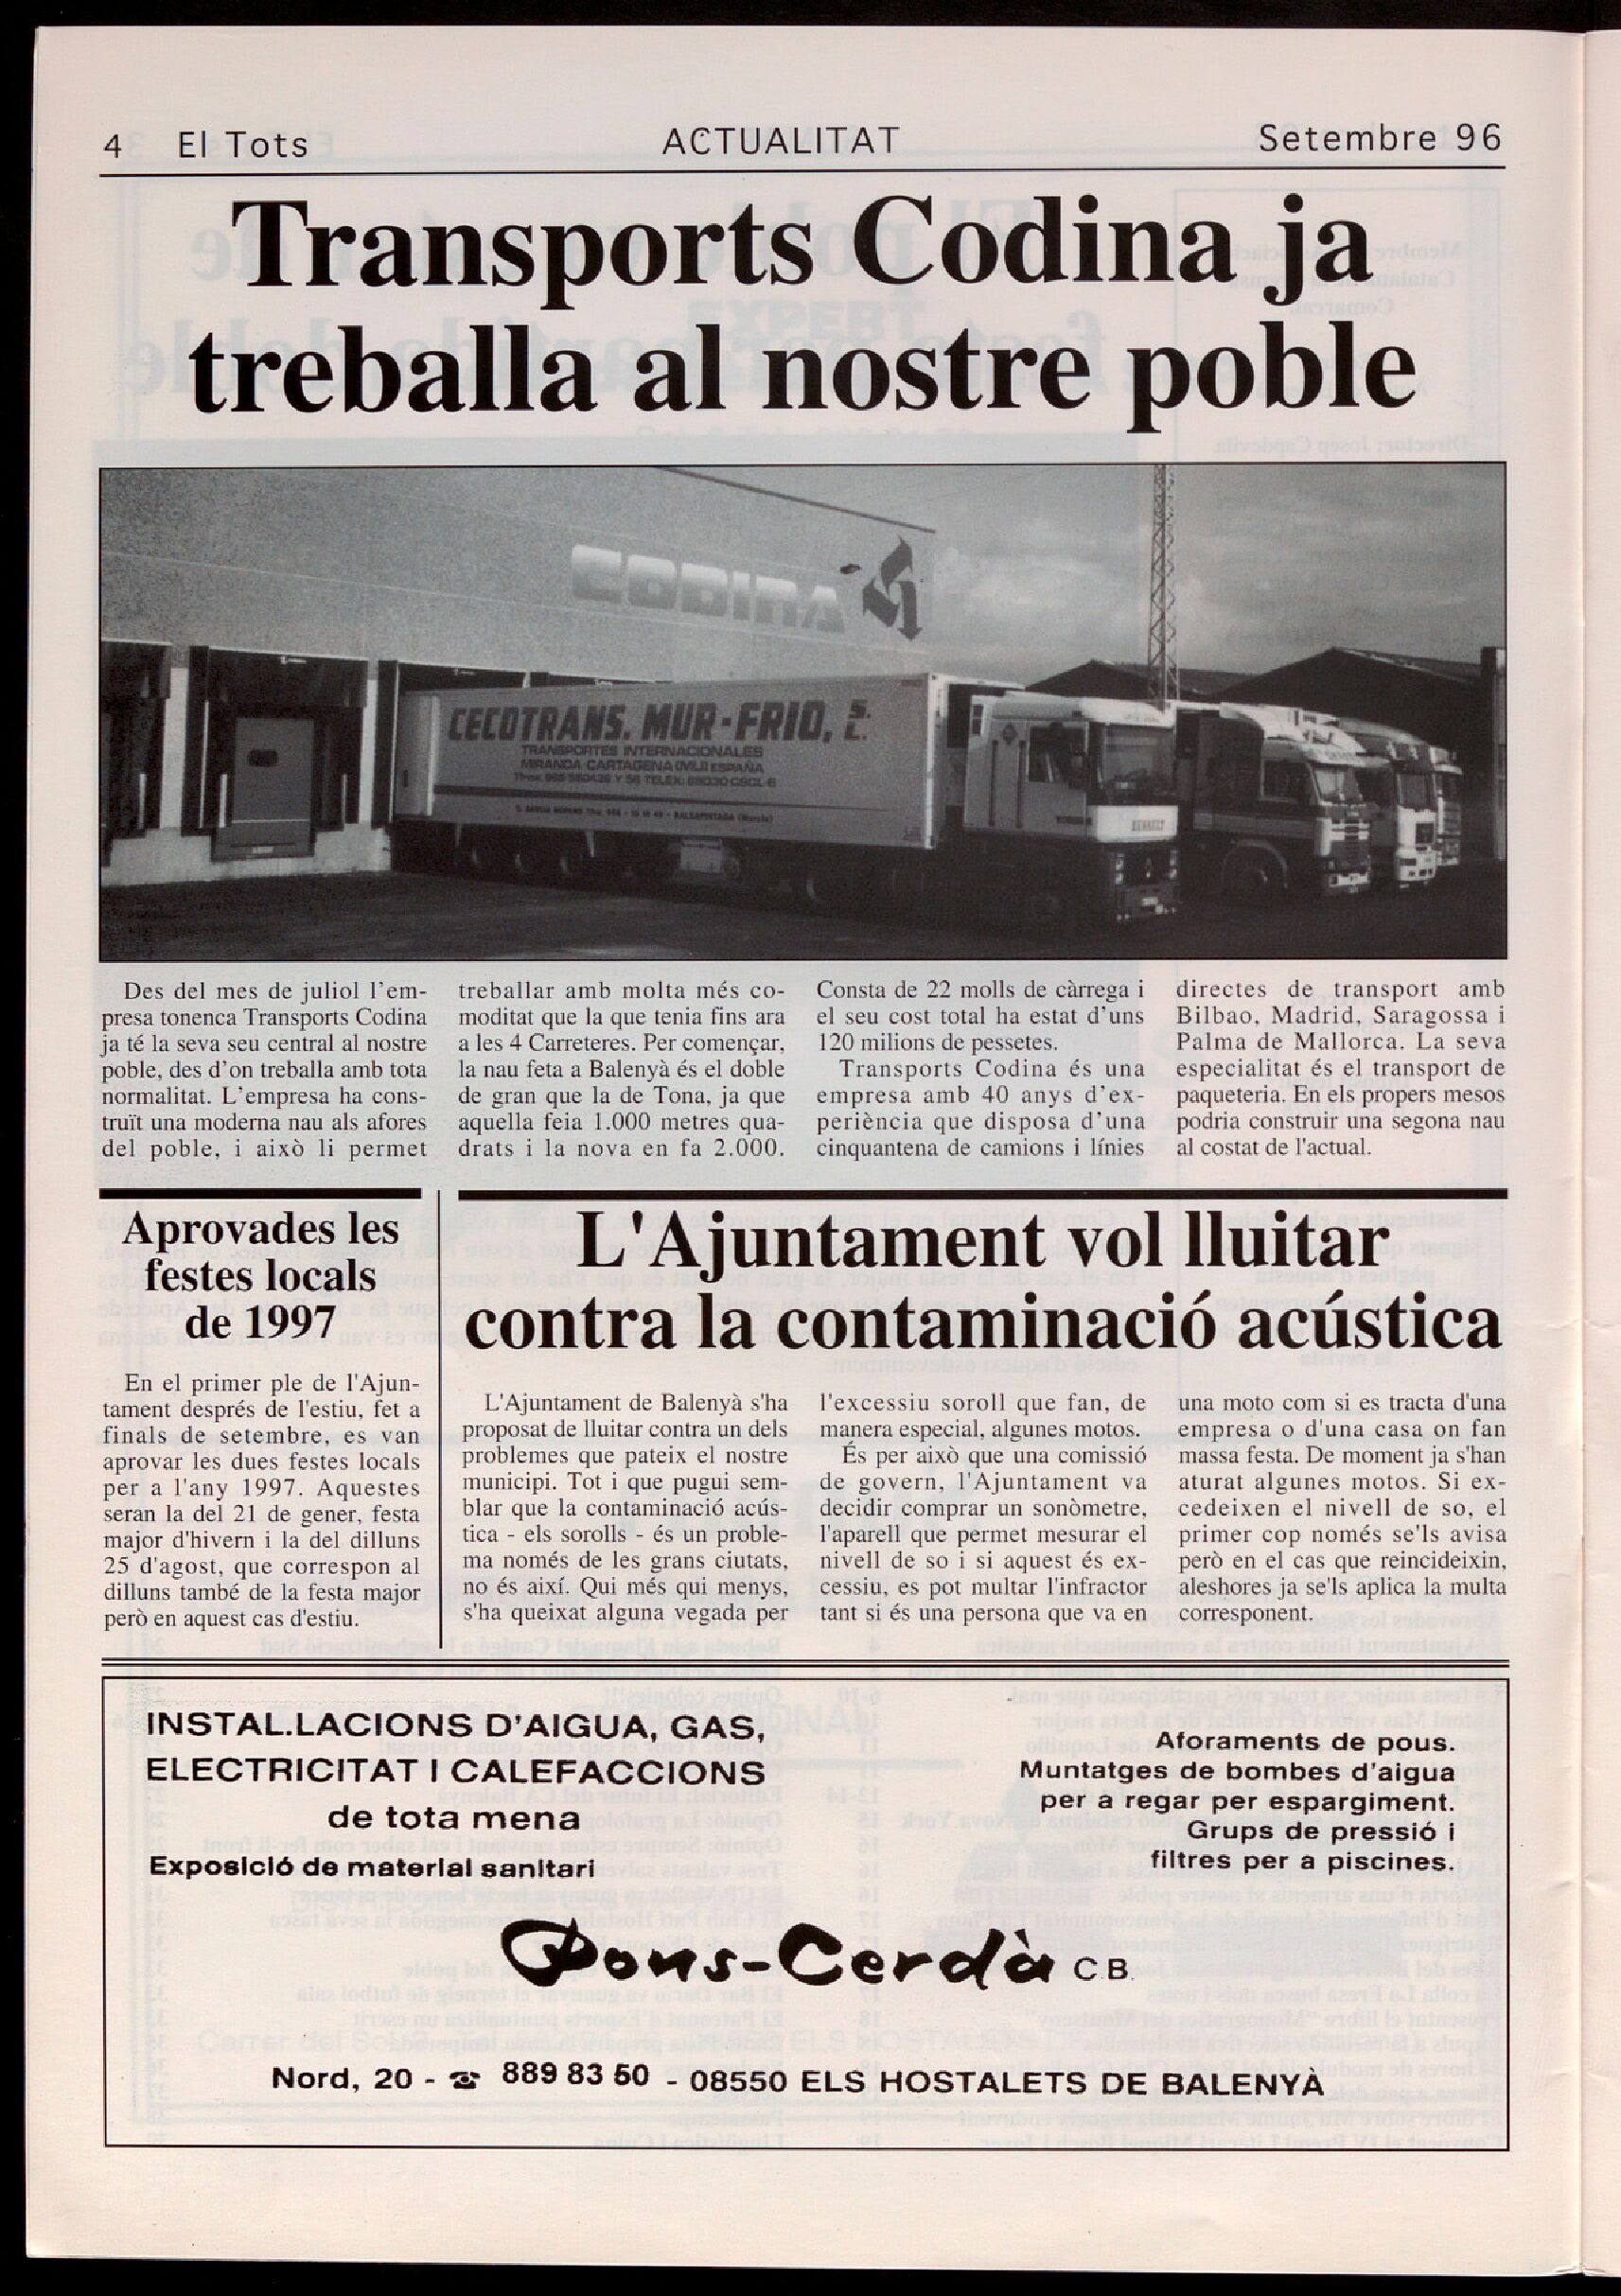 4 El Tots ACTUALITAT Setembre 96
Transports Codina ja
treballa al nostre poble
CODINA
CECOTRANS. MUR-FRIO, S.
TRANSPORTES INTERNACIONALES
MIRANDA CARTAGENA (MU) ESPAÑA
RENAULT
Des del mes de juliol l'em-
presa tonenca Transports Codina
ja té la seva seu central al nostre
poble, des d'on treballa amb tota
normalitat. L'empresa ha cons-
truït una moderna nau als afores
del poble, i això li permet
treballar amb molta més co-
moditat que la que tenia fins ara
a les 4 Carreteres. Per començar,
la nau feta a Balenyà és el doble
de gran que la de Tona, ja que
aquella feia 1.000 metres qua-
drats i la nova en fa 2.000.
Consta de 22 molls de càrrega i
el seu cost total ha estat d'uns
120 milions de pessetes.
Transports Codina és una
empresa amb 40 anys d'ex-
periència que disposa d'una
cinquantena de camions i línies
directes de transport amb
Bilbao, Madrid, Saragossa i
Palma de Mallorca. La seva
especialitat és el transport de
paqueteria. En els propers mesos
podria construir una segona nau
al costat de l'actual.
Aprovades les
festes locals
de 1997
En el primer ple de l'Ajun-
tament després de l'estiu, fet a
finals de setembre, es van
aprovar les dues festes locals
per a l'any 1997. Aquestes
seran la del 21 de gener, festa
major d'hivern i la del dilluns
25 d'agost, que correspon al
dilluns també de la festa major
però en aquest cas d'estiu.
L'Ajuntament vol lluitar
contra la contaminació acústica
L'Ajuntament de Balenyà s'ha
proposat de lluitar contra un dels
problemes que pateix el nostre
municipi. Tot i que pugui sem-
blar que la contaminació acús-
tica - els sorolls - és un proble-
ma només de les grans ciutats,
no és així. Qui més qui menys,
s'ha queixat alguna vegada per
l'excessiu soroll que fan, de
manera especial, algunes motos.
És per això que una comissió
de govern, l'Ajuntament va
decidir comprar un sonòmetre,
l'aparell que permet mesurar el
nivell de so i si aquest és ex-
cessiu, es pot multar l'infractor
tant si és una persona que va en
una moto com si es tracta d'una
empresa o d'una casa on fan
massa festa. De moment ja s'han
aturat algunes motos. Si ex-
cedeixen el nivell de so, el
primer cop només se'ls avisa
però en el cas que reincideixin,
aleshores ja se'ls aplica la multa
corresponent.
INSTAL.LACIONS D'AIGUA, GAS,
ELECTRICITAT I CALEFACCIONS
de tota mena
Exposició de material sanitari
Aforaments de pous.
Muntatges de bombes d'aigua
per a regar per espargiment.
Grups de pressió i
filtres per a piscines.
Pons-Cerdà C.B.
Nord, 20 - ☎ 889 83 50 - 08550 ELS HOSTALETS DE BALENYÀ